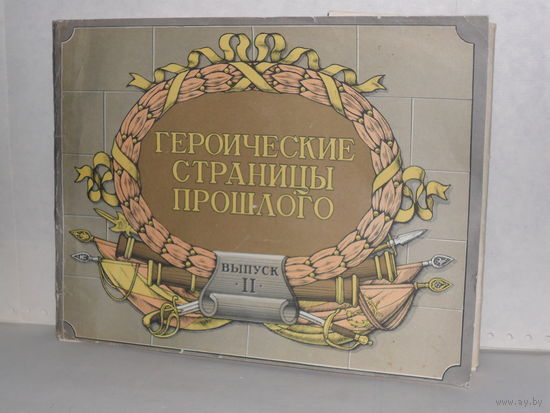 ГЕРОИЧЕСКИЕ
СТРАНИЦЫ
ПРОШЛОГО
ВЫПУСК
·II·
www.ay.by